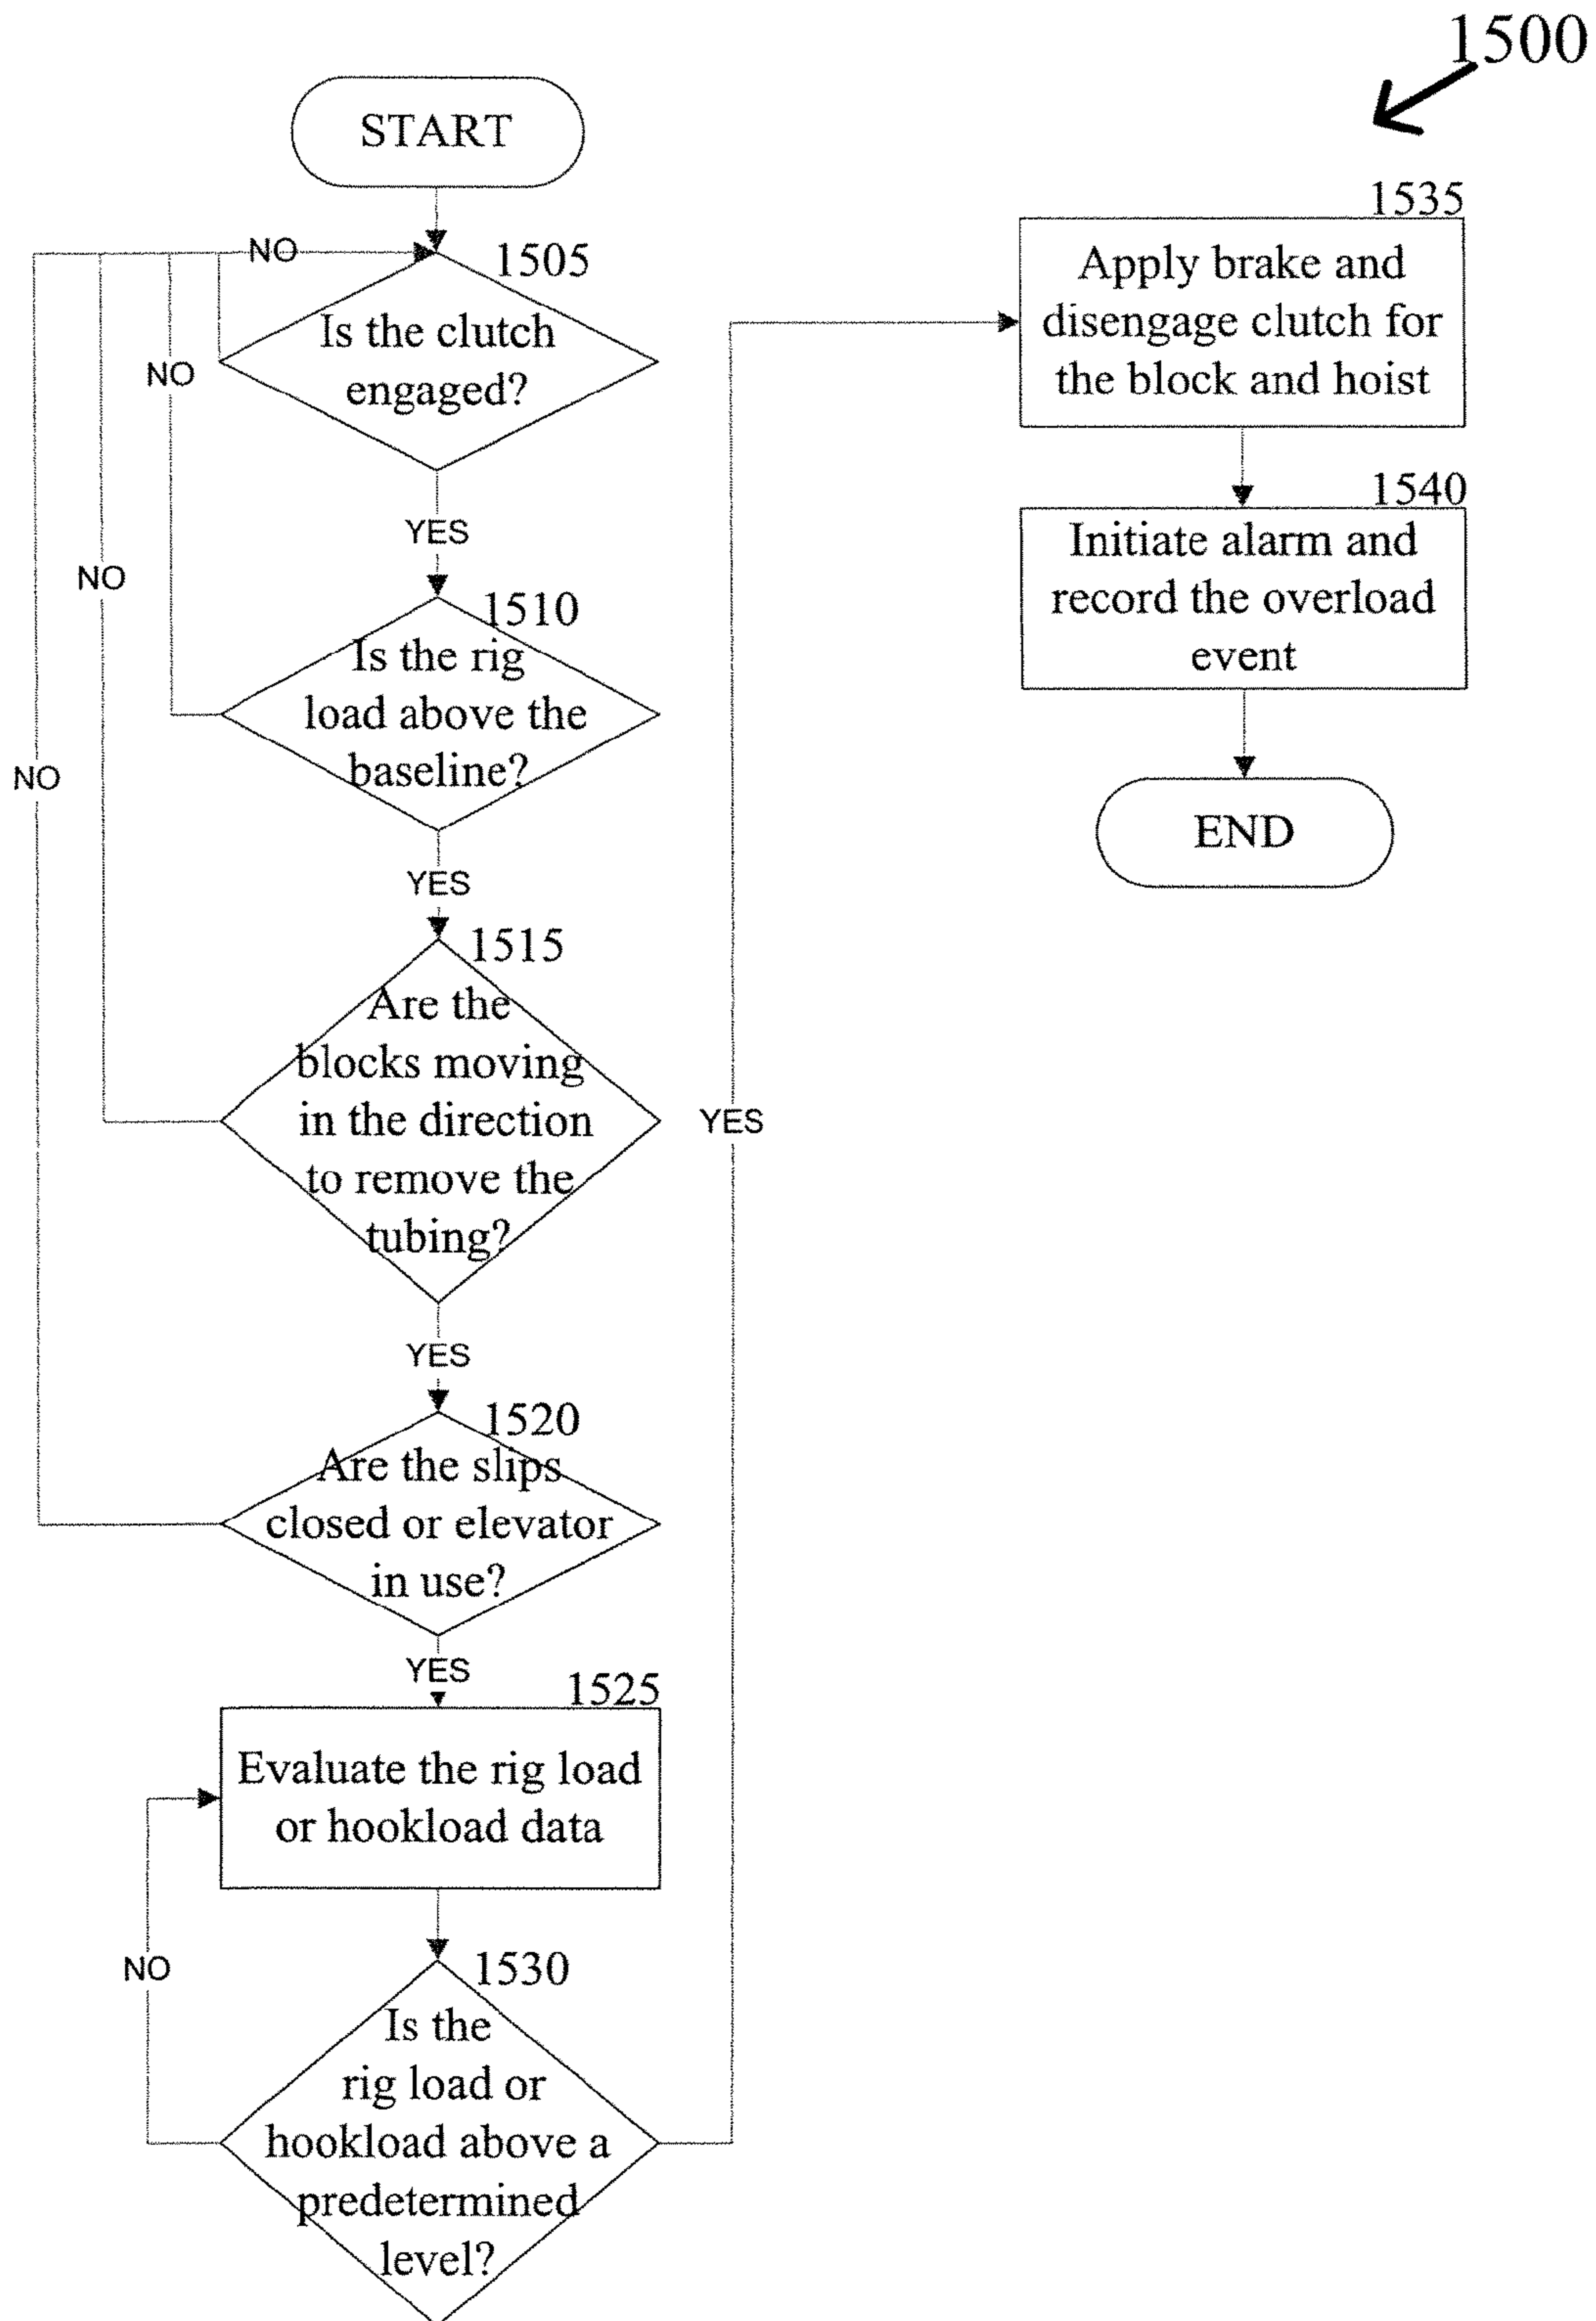 1500
START
NO
1505
Is the clutch
engaged?
NO
YES
NO
1510
Is the rig
load above the
baseline?
NO
YES
1515
Are the
blocks moving
in the direction
to remove the
tubing?
YES
1520
Are the slips
closed or elevator
in use?
YES
1525
Evaluate the rig load
or hookload data
NO
1530
Is the
rig load or
hookload above a
predetermined
level?
YES
1535
Apply brake and
disengage clutch for
the block and hoist
1540
Initiate alarm and
record the overload
event
END